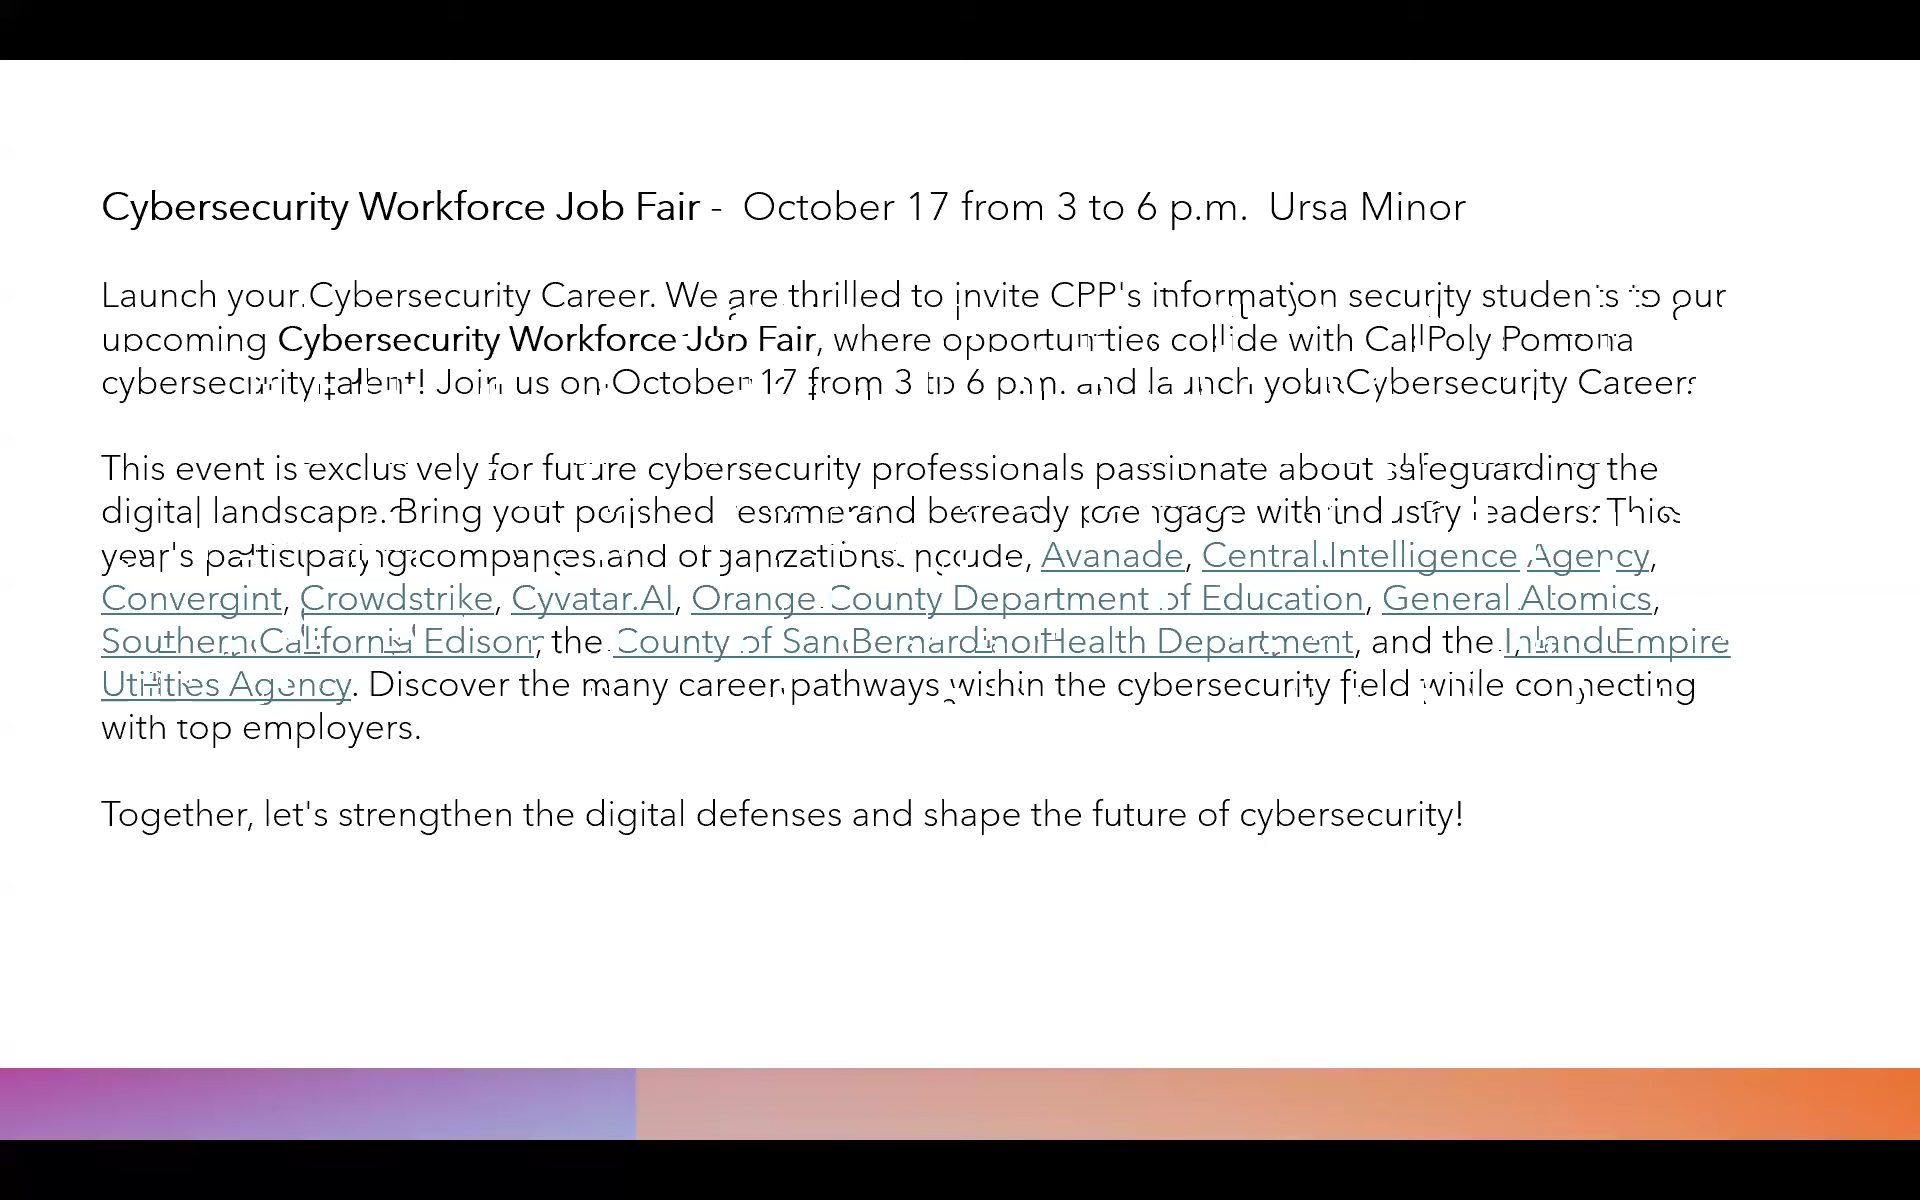 Cybersecurity Workforce Job Fair - October 17 from 3 to 6 p.m. Ursa Minor
Launch your Cybersecurity Career. We are thrilled to invite CPP's information security students to our
upcoming Cybersecurity Workforce Job Fair, where opportunities collide with Cal Poly Pomona
cybersecurity talent! Join us on October 17 from 3 to 6 p.m. and launch your Cybersecurity Career.
This event is exclusively for future cybersecurity professionals passionate about safeguarding the
digital landscape. Bring your polished resume and be ready to engage with industry leaders. This
year's participating companies and organizations include, Avanade, Central Intelligence Agency,
Convergint, Crowdstrike, Cyvatar.AI, Orange County Department of Education, General Atomics,
Southern California Edison, the County of San Bernardino Health Department, and the Inland Empire
Utilities Agency. Discover the many career pathways within the cybersecurity field while connecting
with top employers.
Together, let's strengthen the digital defenses and shape the future of cybersecurity!